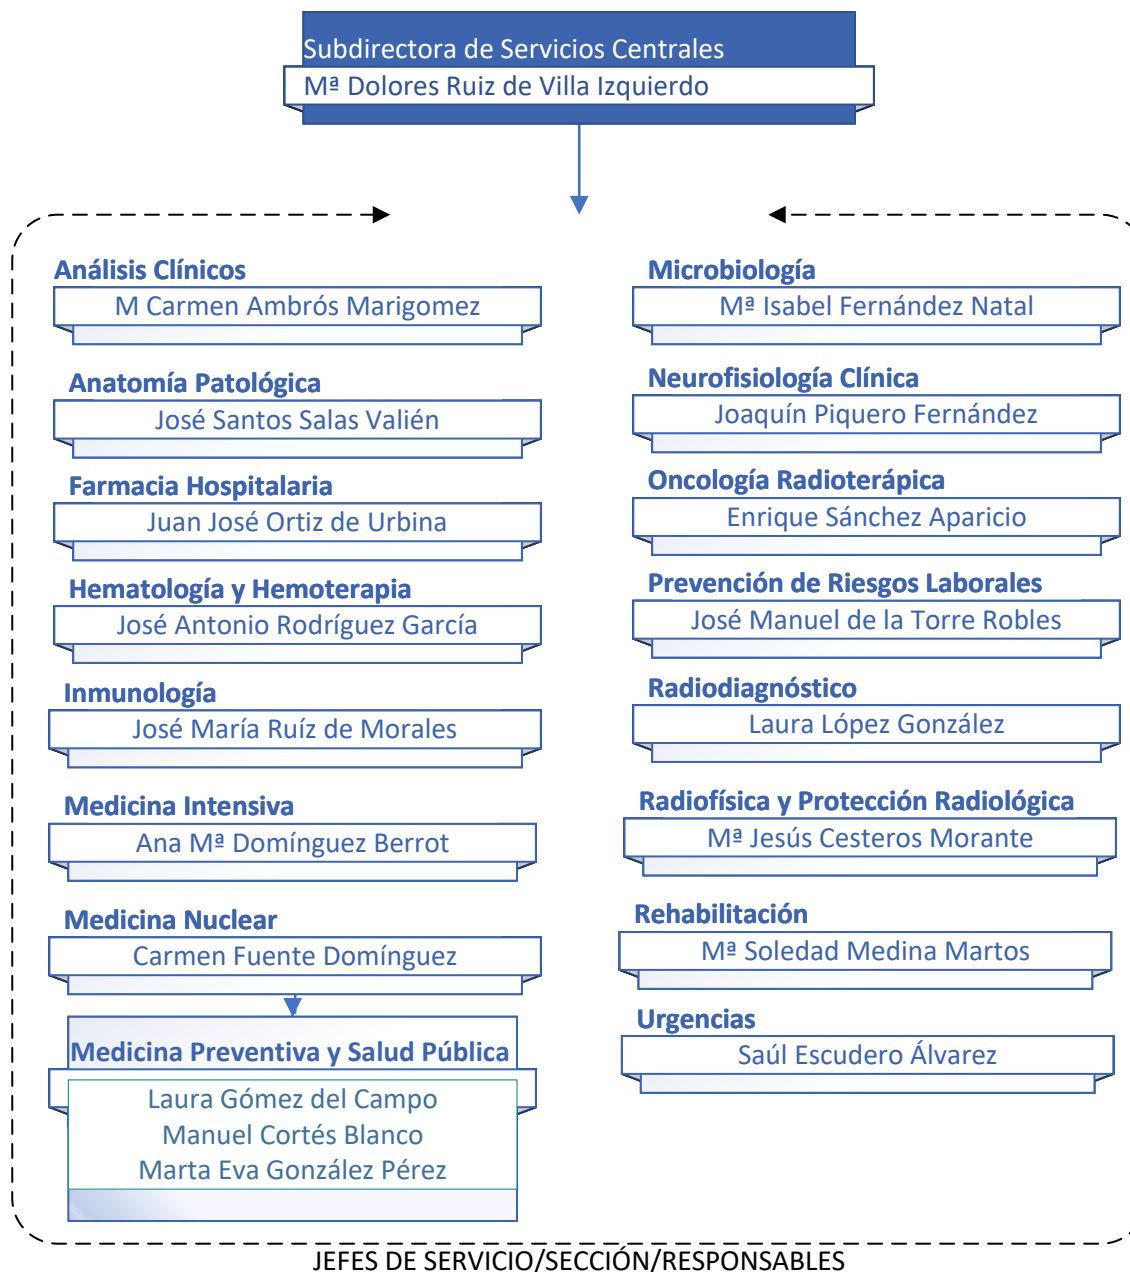 Subdirectora de Servicios Centrales
Mª Dolores Ruiz de Villa Izquierdo
Análisis Clínicos
M Carmen Ambrós Marigomez
Anatomía Patológica
José Santos Salas Valién
Farmacia Hospitalaria
Juan José Ortiz de Urbina
Hematología y Hemoterapia
José Antonio Rodríguez García
Inmunología
José María Ruíz de Morales
Medicina Intensiva
Ana Mª Domínguez Berrot
Medicina Nuclear
Carmen Fuente Domínguez
Medicina Preventiva y Salud Pública
Laura Gómez del Campo
Manuel Cortés Blanco
Marta Eva González Pérez
Microbiología
Mª Isabel Fernández Natal
Neurofisiología Clínica
Joaquín Piquero Fernández
Oncología Radioterápica
Enrique Sánchez Aparicio
Prevención de Riesgos Laborales
José Manuel de la Torre Robles
Radiodiagnóstico
Laura López González
Radiofísica y Protección Radiológica
Mª Jesús Cesteros Morante
Rehabilitación
Mª Soledad Medina Martos
Urgencias
Saúl Escudero Álvarez
JEFES DE SERVICIO/SECCIÓN/RESPONSABLES